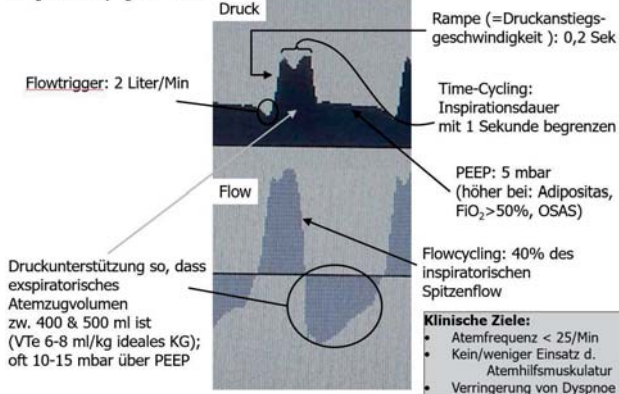 Druck
Rampe (=Druckanstiegs-
geschwindigkeit ): 0,2 Sek
Flowtrigger: 2 Liter/Min
Time-Cycling:
Inspirationsdauer
mit 1 Sekunde begrenzen
PEEP: 5 mbar
(höher bei: Adipositas,
FiO₂>50%, OSAS)
Flow
Flowcycling: 40% des
inspiratorischen
Spitzenflow
Druckunterstützung so, dass
exspiratorisches
Atemzugvolumen
zw. 400 & 500 ml ist
(VTe 6-8 ml/kg ideales KG);
oft 10-15 mbar über PEEP
Klinische Ziele:
• Atemfrequenz < 25/Min
• Kein/weniger Einsatz d.
Atemhilfsmuskulatur
• Verringerung von Dyspnoe